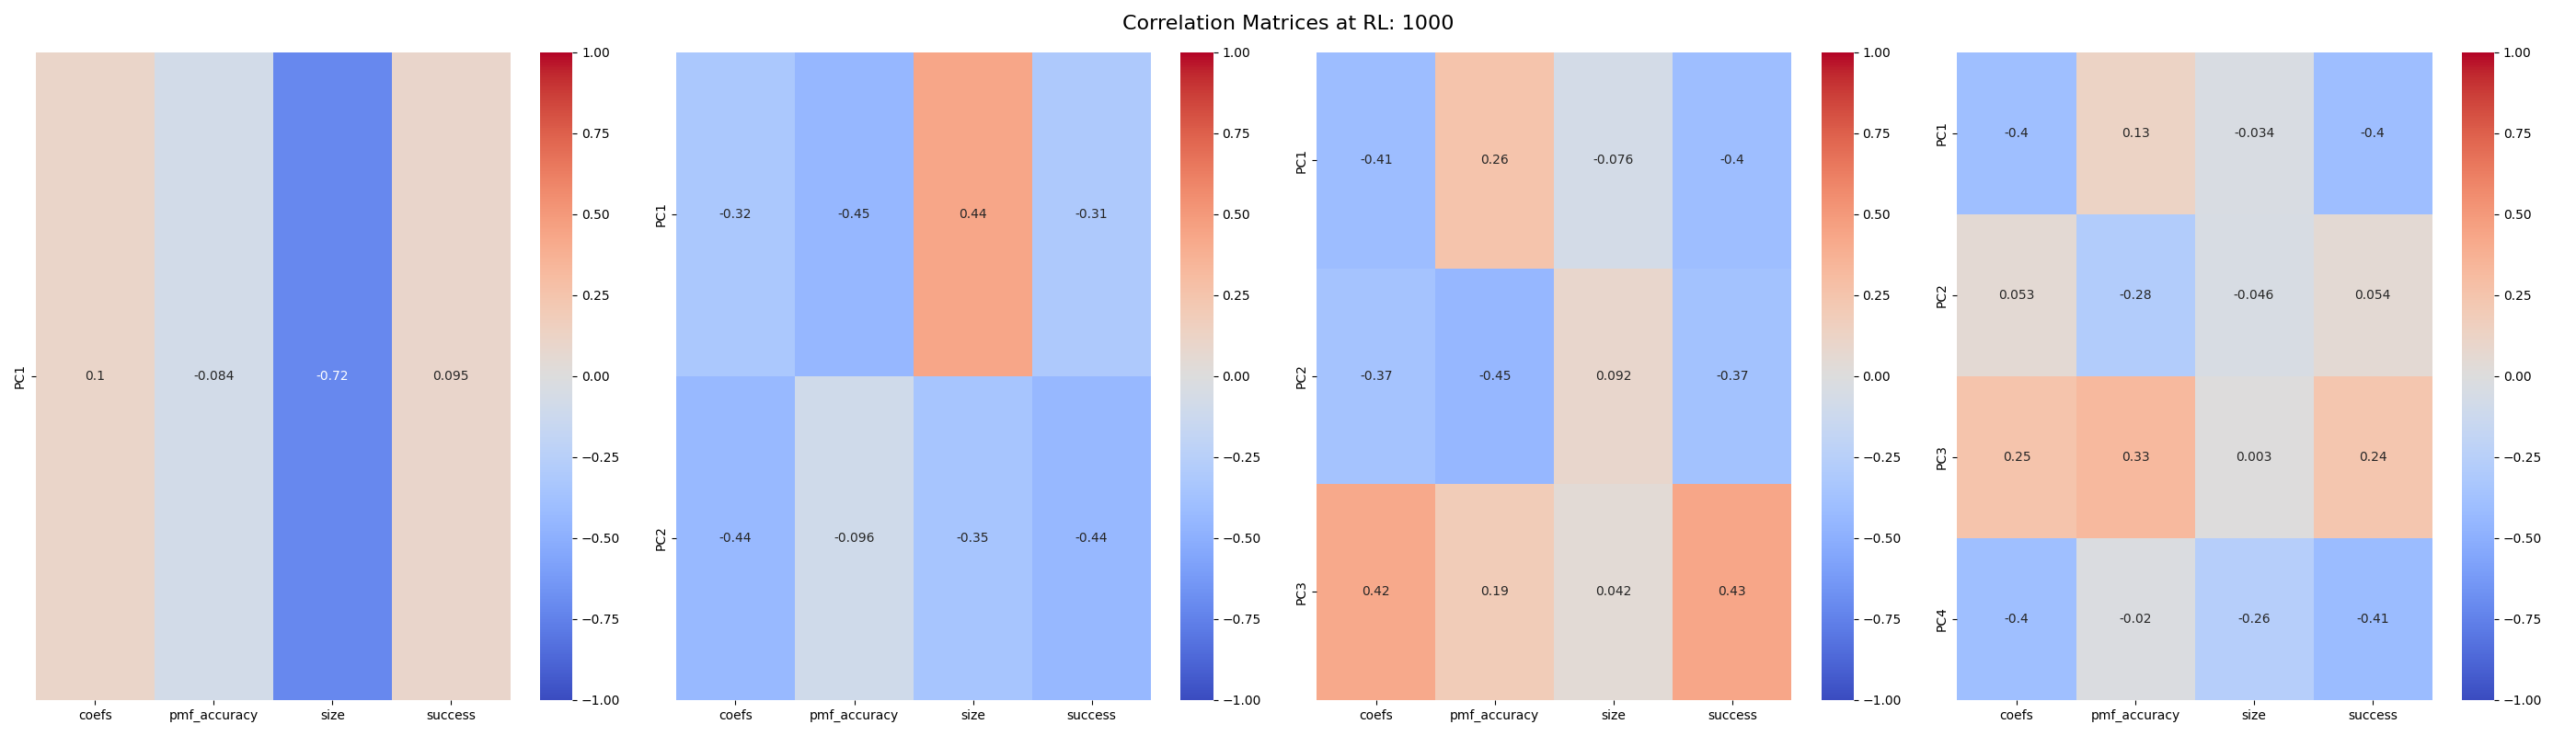 Correlation Matrices at RL: 1000
PC1
0.1 -0.084 -0.72 0.095
coefs pmf_accuracy size success
1.00
0.75
0.50
0.25
0.00
−0.25
−0.50
−0.75
−1.00
PC1
-0.32 -0.45 0.44 -0.31
PC2
-0.44 -0.096 -0.35 -0.44
coefs pmf_accuracy size success
1.00
0.75
0.50
0.25
0.00
−0.25
−0.50
−0.75
−1.00
PC1
-0.41 0.26 -0.076 -0.4
PC2
-0.37 -0.45 0.092 -0.37
PC3
0.42 0.19 0.042 0.43
coefs pmf_accuracy size success
1.00
0.75
0.50
0.25
0.00
−0.25
−0.50
−0.75
−1.00
PC1
-0.4 0.13 -0.034 -0.4
PC2
0.053 -0.28 -0.046 0.054
PC3
0.25 0.33 0.003 0.24
PC4
-0.4 -0.02 -0.26 -0.41
coefs pmf_accuracy size success
1.00
0.75
0.50
0.25
0.00
−0.25
−0.50
−0.75
−1.00